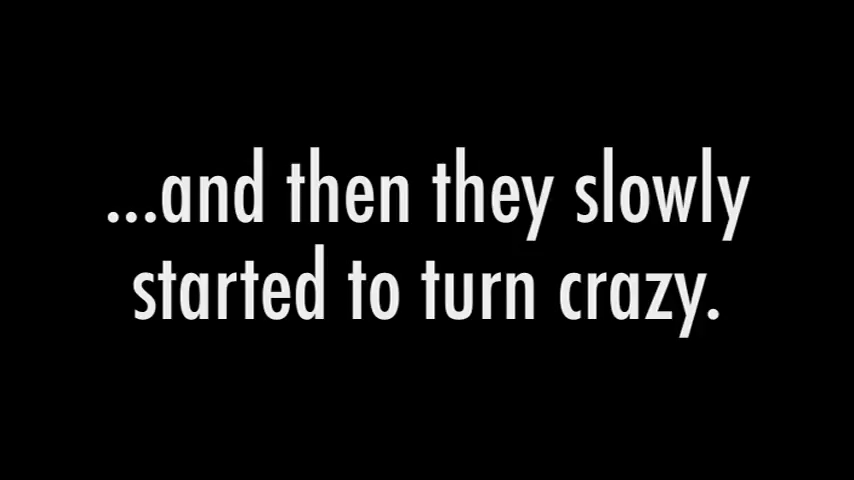 ...and then they slowly
started to turn crazy.